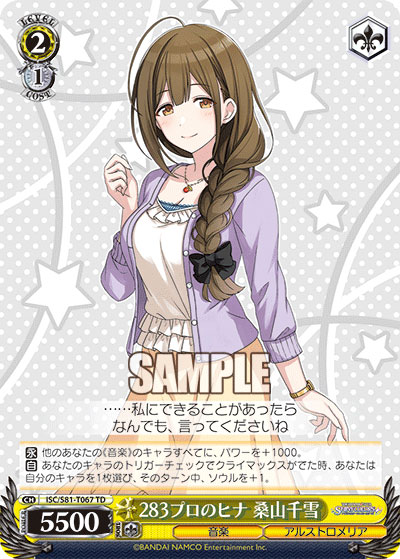 LEVEL
2
1
COST
SAMPLE
……私にできることがあったら
なんでも、言ってくださいね
永 他のあなたの《音楽》のキャラすべてに、パワーを+1000。
自 あなたのキャラのトリガーチェックでクライマックスがでた時、あなたは
自分のキャラを1枚選び、そのターン中、ソウルを+1。
CH ISC/S81-T067 TD
POWER
5500
283プロのヒナ 桑山千雪
音楽 アルストロメリア
©BANDAI NAMCO Entertainment Inc.